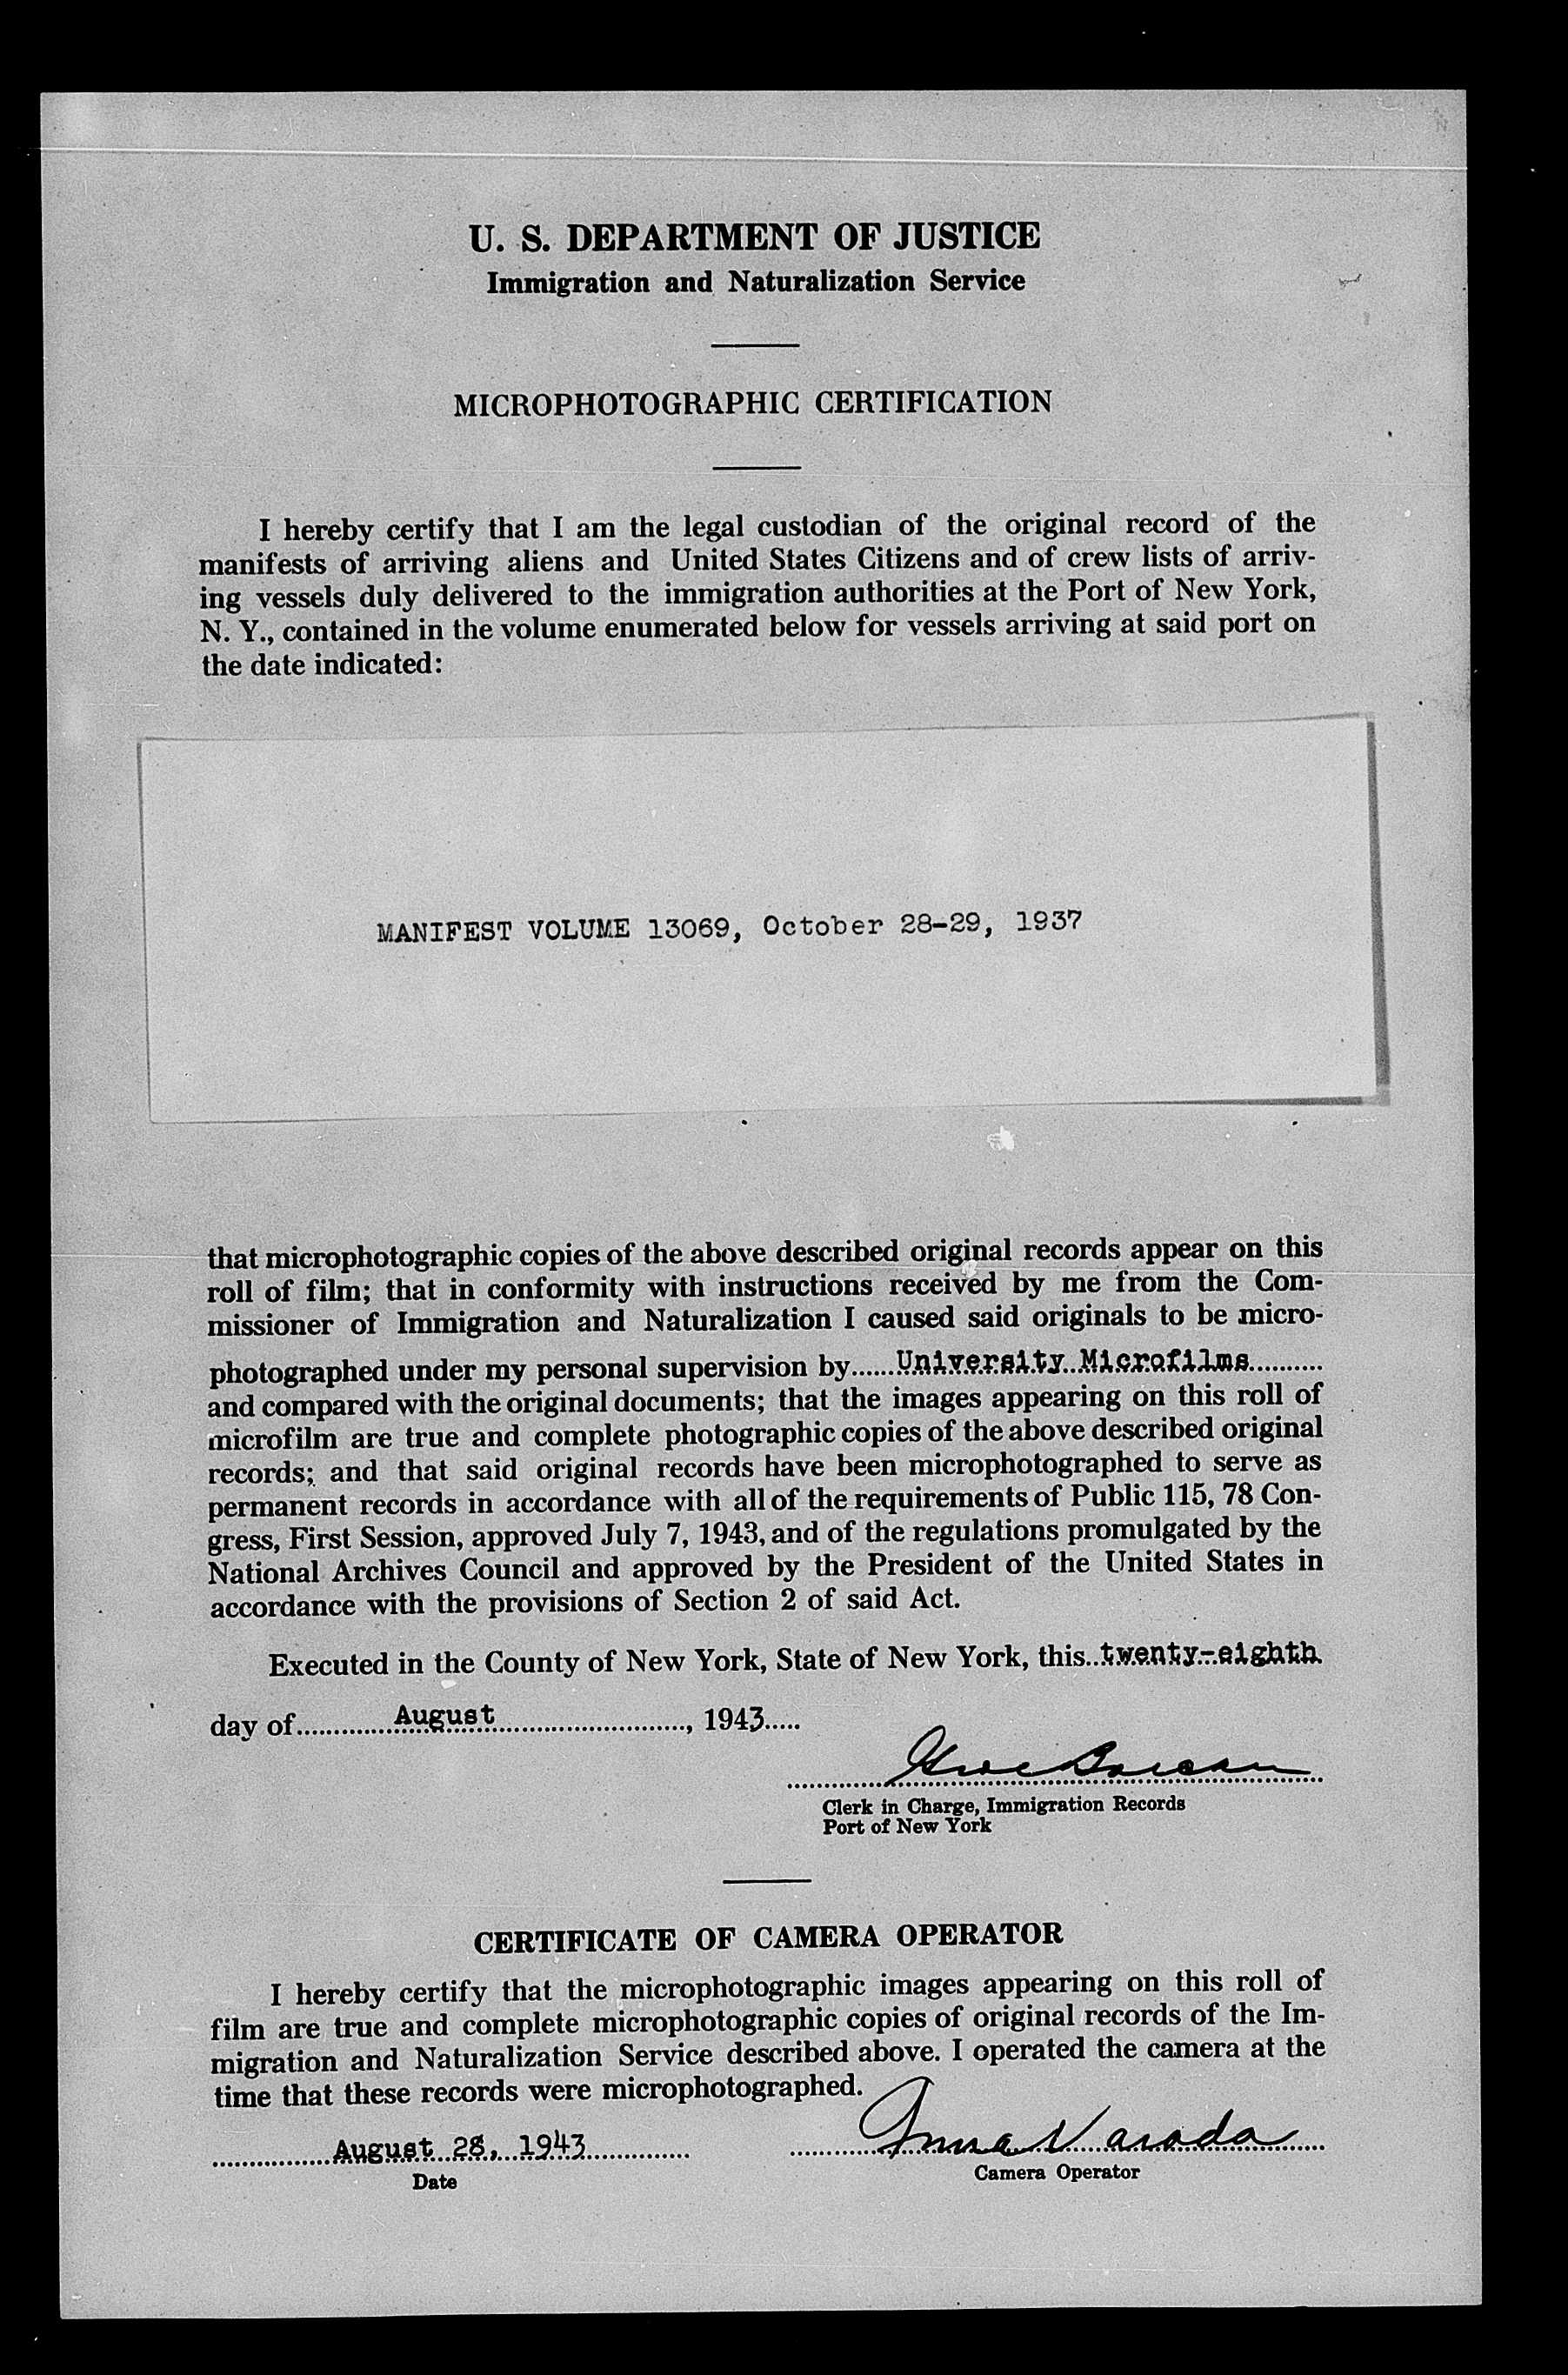 U. S. DEPARTMENT OF JUSTICE
Immigration and Naturalization Service
MICROPHOTOGRAPHIC CERTIFICATION
I hereby certify that I am the legal custodian of the original record of the
manifests of arriving aliens and United States Citizens and of crew lists of arriv-
ing vessels duly delivered to the immigration authorities at the Port of New York,
N. Y., contained in the volume enumerated below for vessels arriving at said port on
the date indicated:
MANIFEST VOLUME 13069, October 28-29, 1937
that microphotographic copies of the above described original records appear on this
roll of film; that in conformity with instructions received by me from the Com-
missioner of Immigration and Naturalization I caused said originals to be micro-
photographed under my personal supervision by......University Microfilms..........
and compared with the original documents; that the images appearing on this roll of
microfilm are true and complete photographic copies of the above described original
records; and that said original records have been microphotographed to serve as
permanent records in accordance with all of the requirements of Public 115, 78 Con-
gress, First Session, approved July 7, 1943, and of the regulations promulgated by the
National Archives Council and approved by the President of the United States in
accordance with the provisions of Section 2 of said Act.
Executed in the County of New York, State of New York, this..twenty-eighth
day of.............August............................, 1943.....
Clerk in Charge, Immigration Records
Port of New York
CERTIFICATE OF CAMERA OPERATOR
I hereby certify that the microphotographic images appearing on this roll of
film are true and complete microphotographic copies of original records of the Im-
migration and Naturalization Service described above. I operated the camera at the
time that these records were microphotographed.
August 28, 1943
Anna Varada
Date
Camera Operator